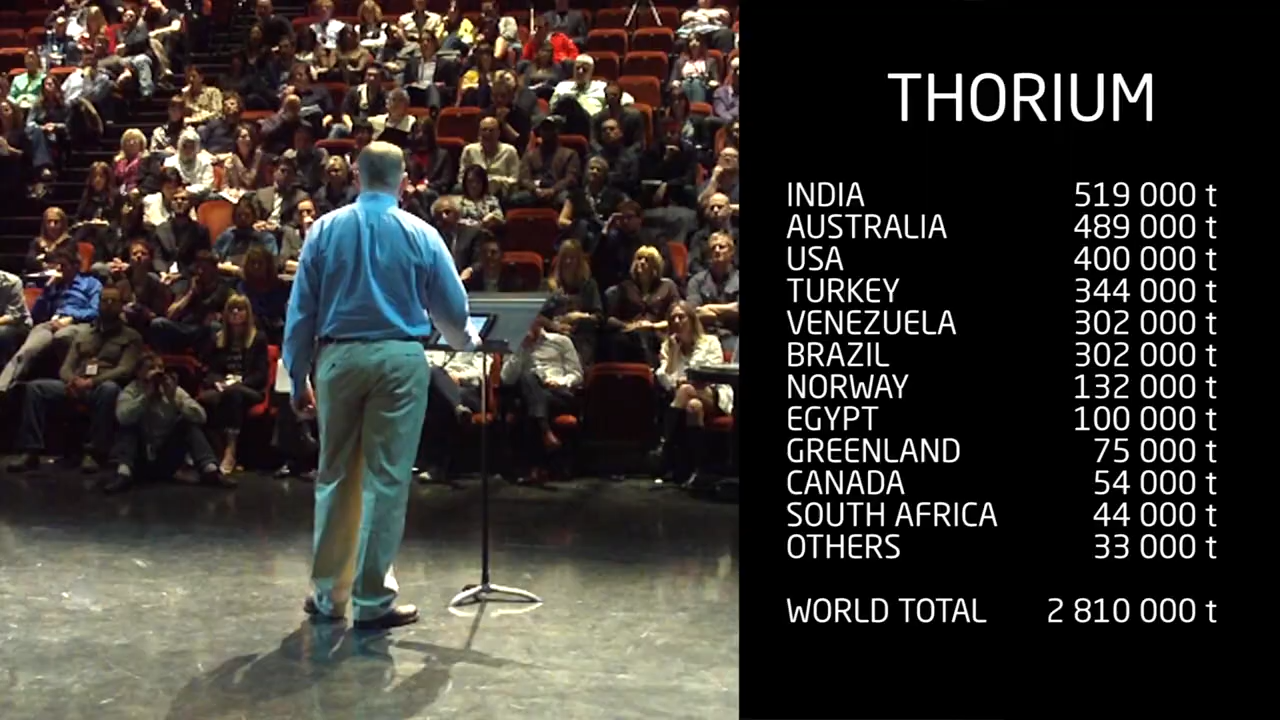 THORIUM
INDIA 519 000 t
AUSTRALIA 489 000 t
USA 400 000 t
TURKEY 344 000 t
VENEZUELA 302 000 t
BRAZIL 302 000 t
NORWAY 132 000 t
EGYPT 100 000 t
GREENLAND 75 000 t
CANADA 54 000 t
SOUTH AFRICA 44 000 t
OTHERS 33 000 t
WORLD TOTAL 2 810 000 t